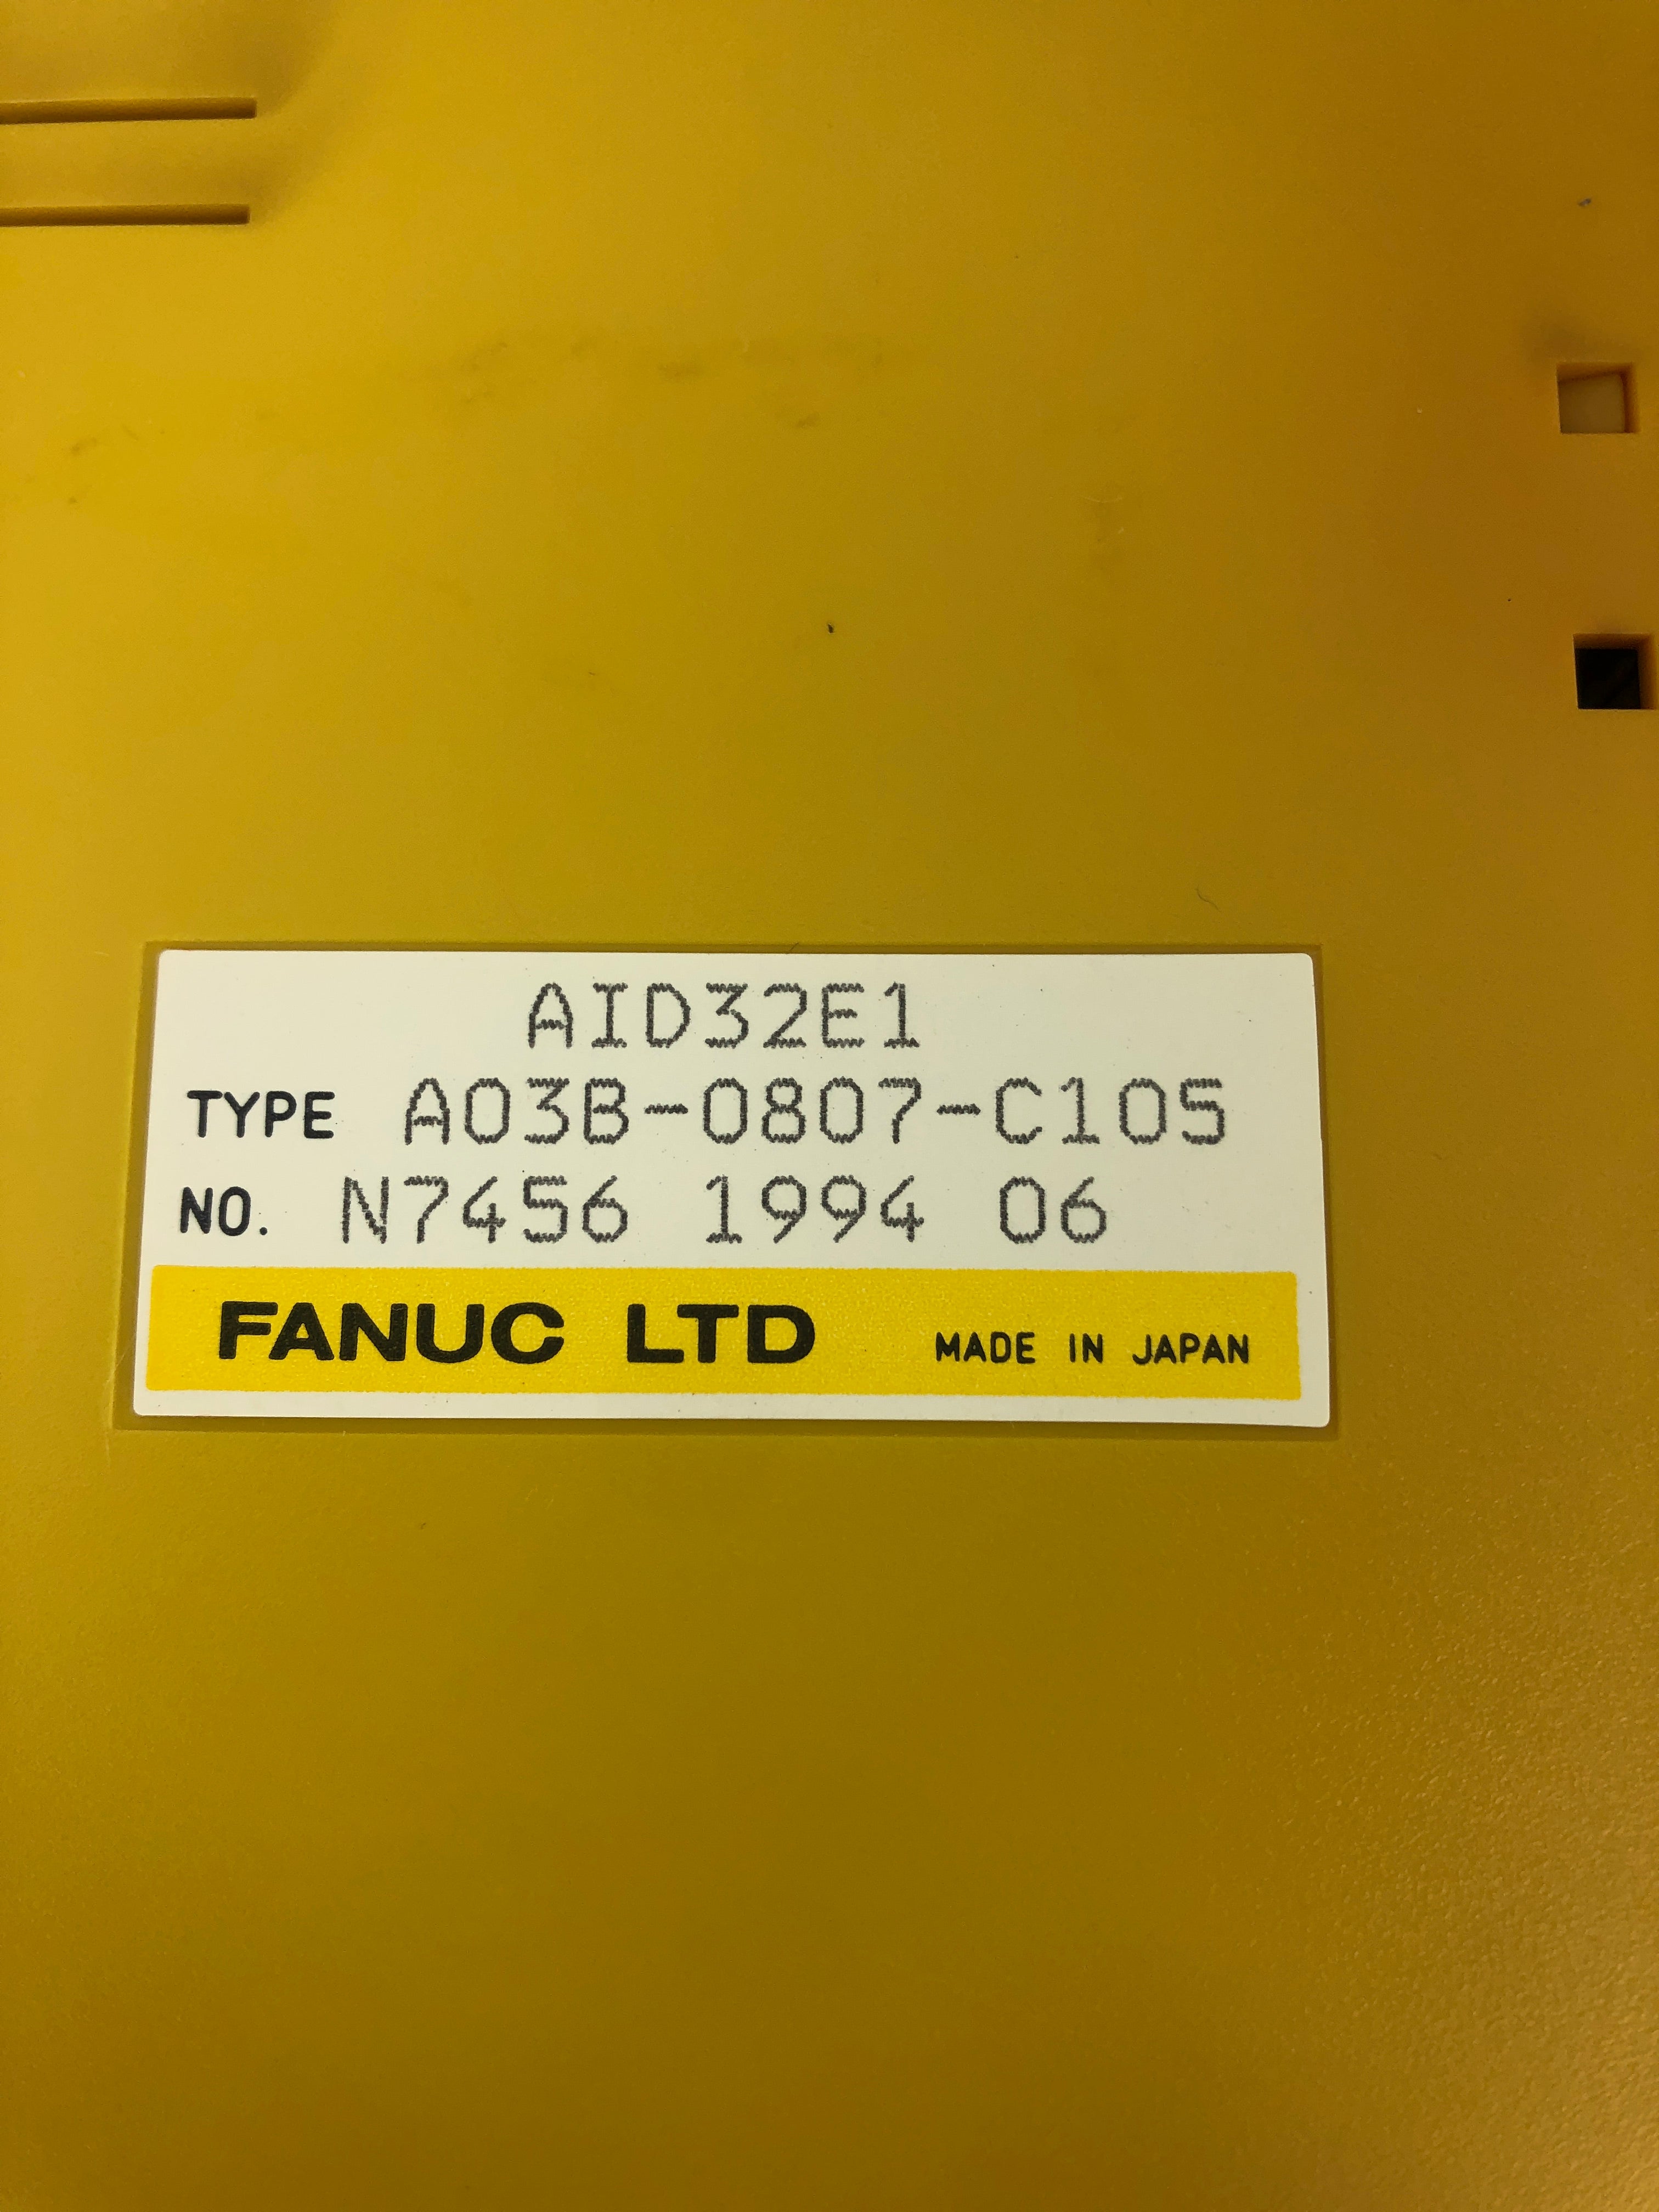 AID32E1
TYPE A03B-0807-C105
NO. N7456 1994 06
FANUC LTD MADE IN JAPAN